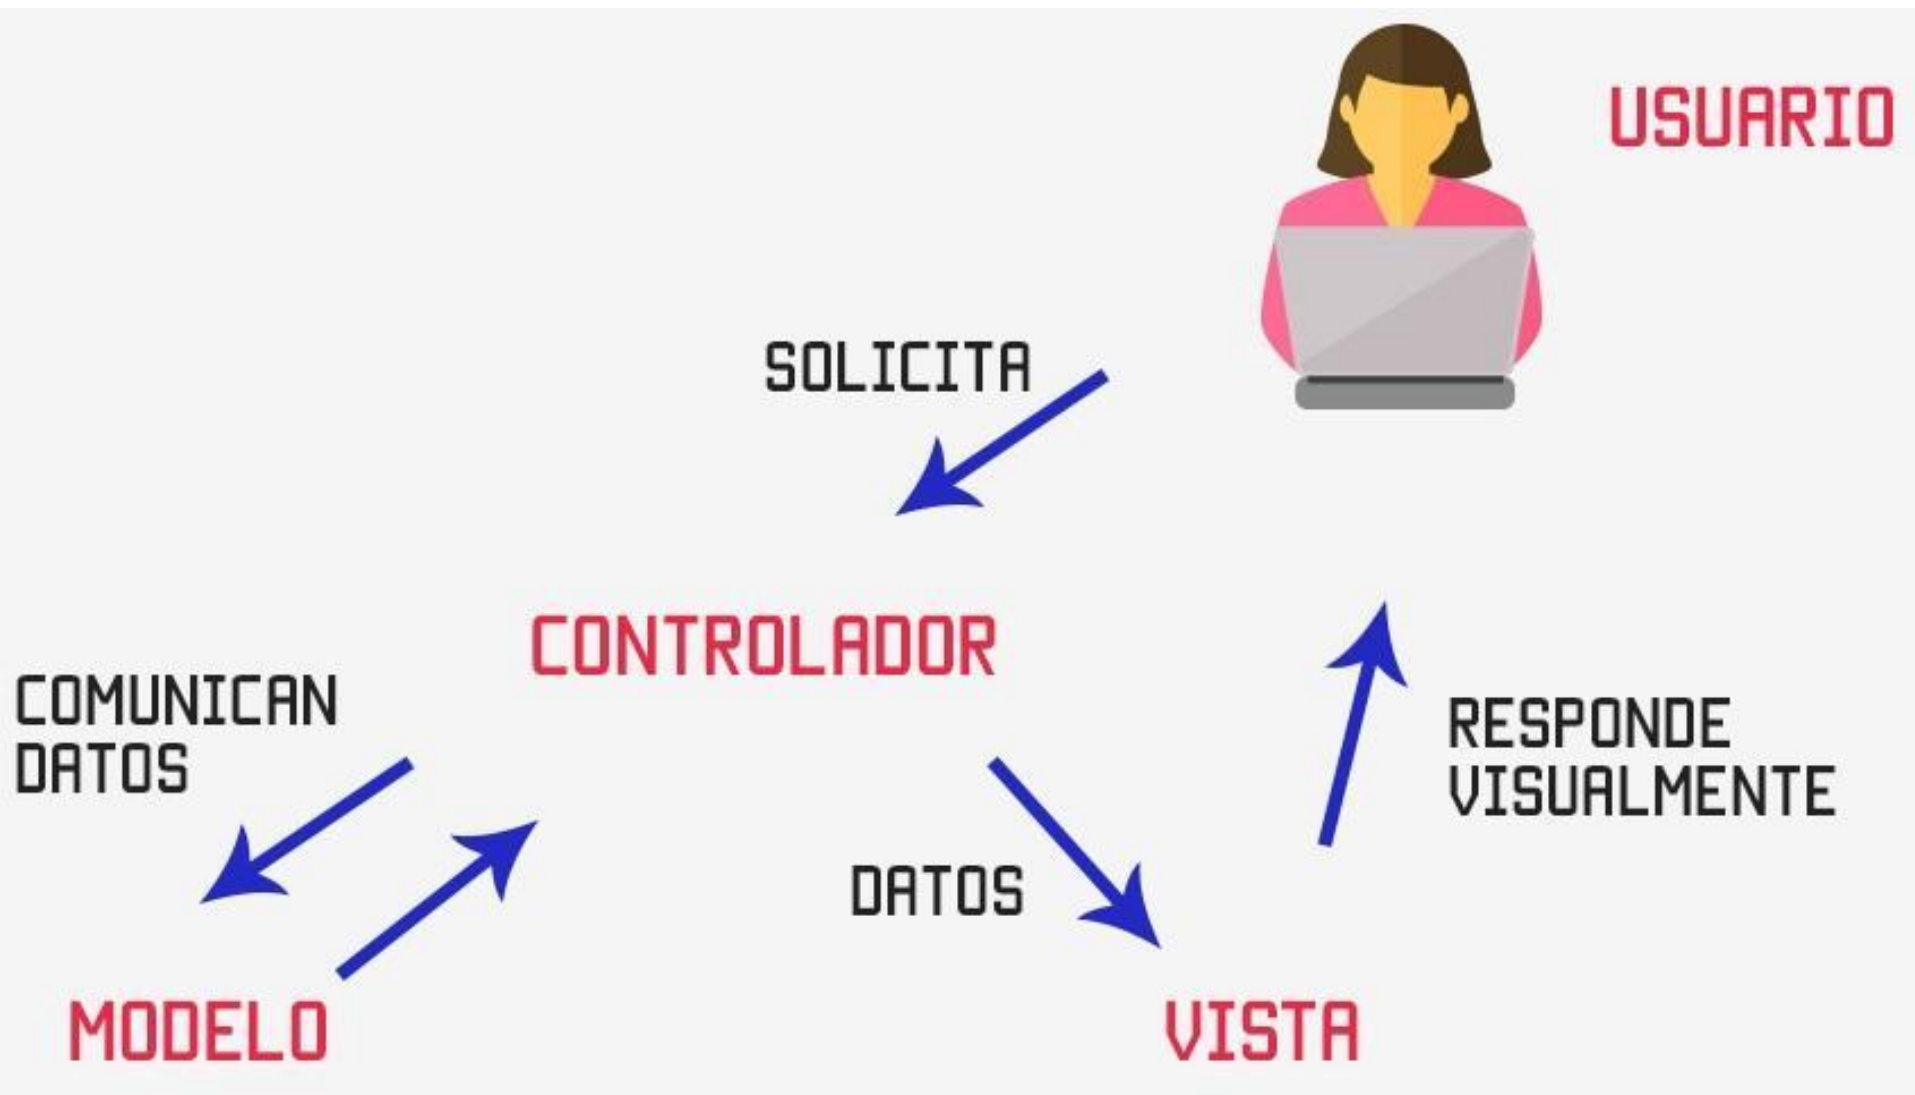 USUARIO
SOLICITA
CONTROLADOR
COMUNICAN
DATOS
RESPONDE
VISUALMENTE
DATOS
MODELO
VISTA